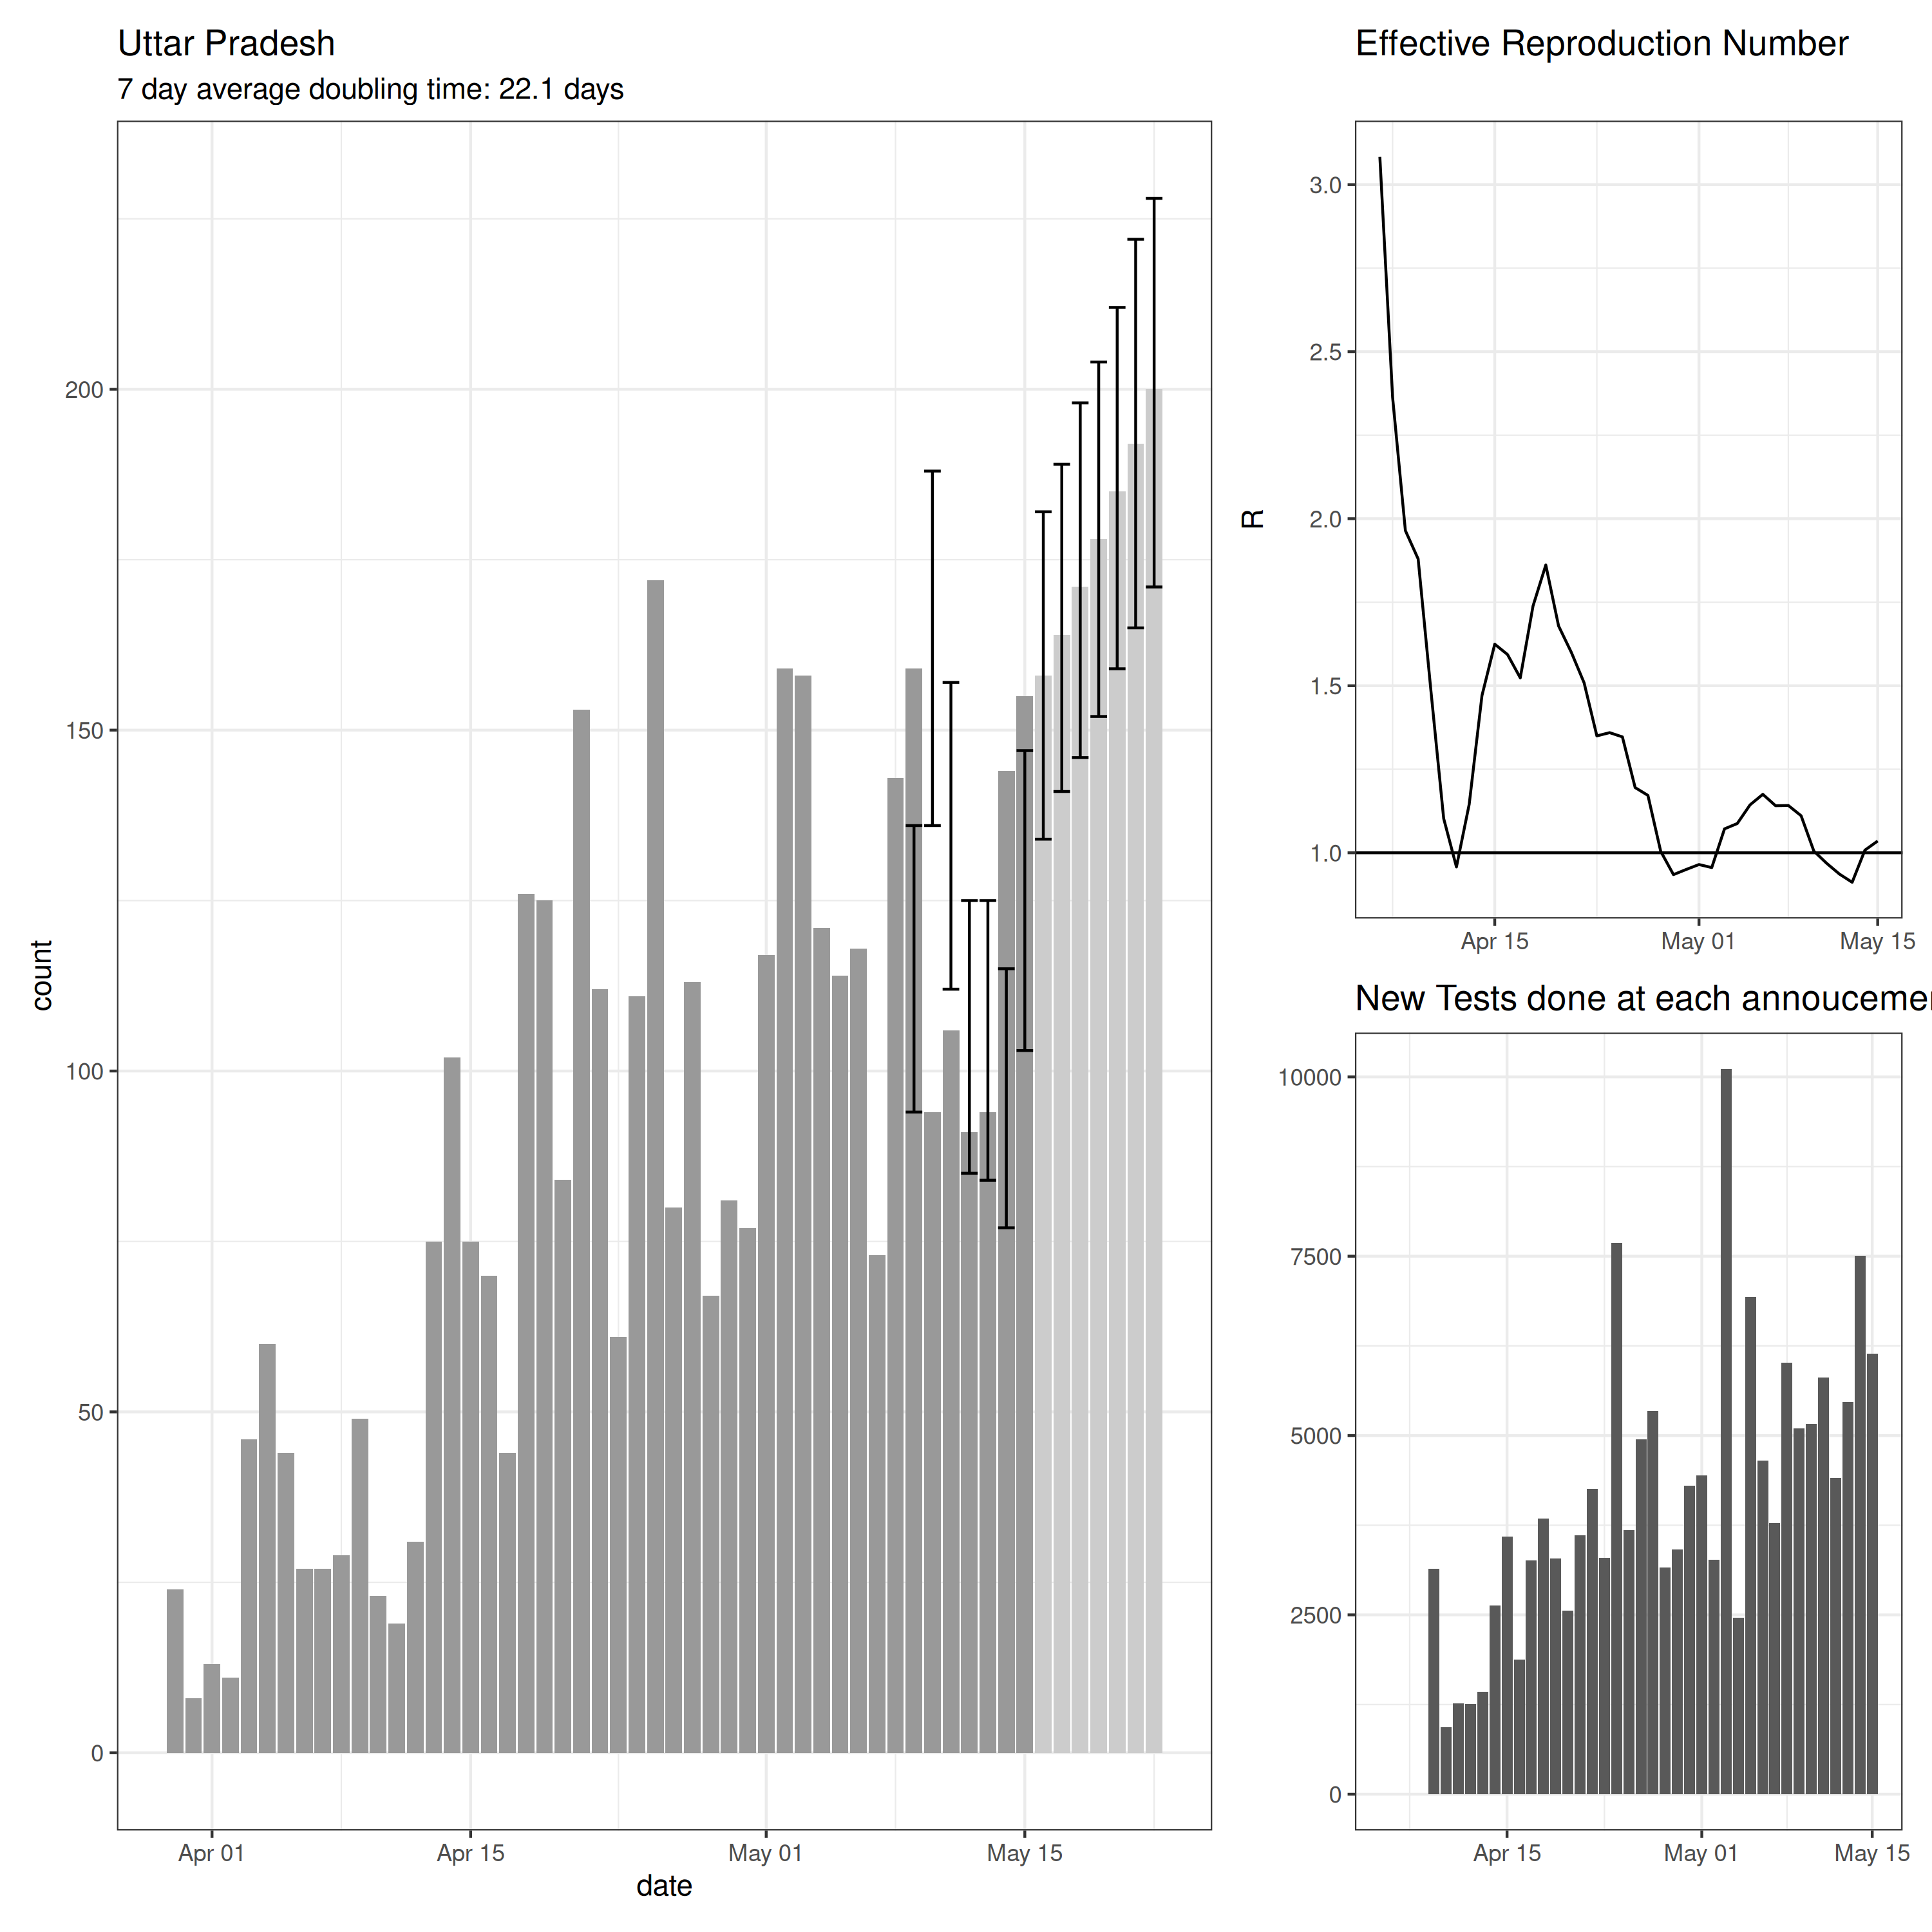 Uttar Pradesh
7 day average doubling time: 22.1 days
count
200
150
100
50
0
Apr 01 Apr 15 May 01 May 15
date
Effective Reproduction Number
R
3.0
2.5
2.0
1.5
1.0
Apr 15 May 01 May 15
New Tests done at each annoucemen
10000
7500
5000
2500
0
Apr 15 May 01 May 15